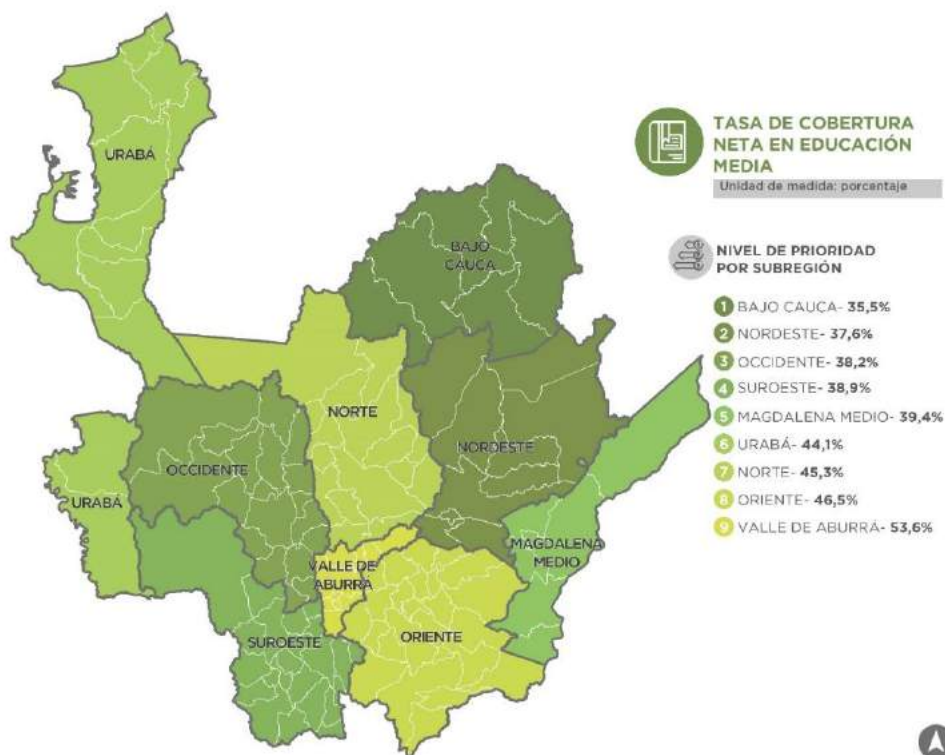 TASA DE COBERTURA
NETA EN EDUCACIÓN
MEDIA
Unidad de medida: porcentaje
NIVEL DE PRIORIDAD
POR SUBREGIÓN
1 BAJO CAUCA- 35,5%
2 NORDESTE- 37,6%
3 OCCIDENTE- 38,2%
4 SUROESTE- 38,9%
5 MAGDALENA MEDIO- 39,4%
6 URABÁ- 44,1%
7 NORTE- 45,3%
8 ORIENTE- 46,5%
9 VALLE DE ABURRÁ- 53,6%
URABÁ
BAJO
CAUCA
NORTE
NORDESTE
OCCIDENTE
URABÁ
MAGDALENA
MEDIO
VALLE DE
ABURRÁ
SUROESTE
ORIENTE